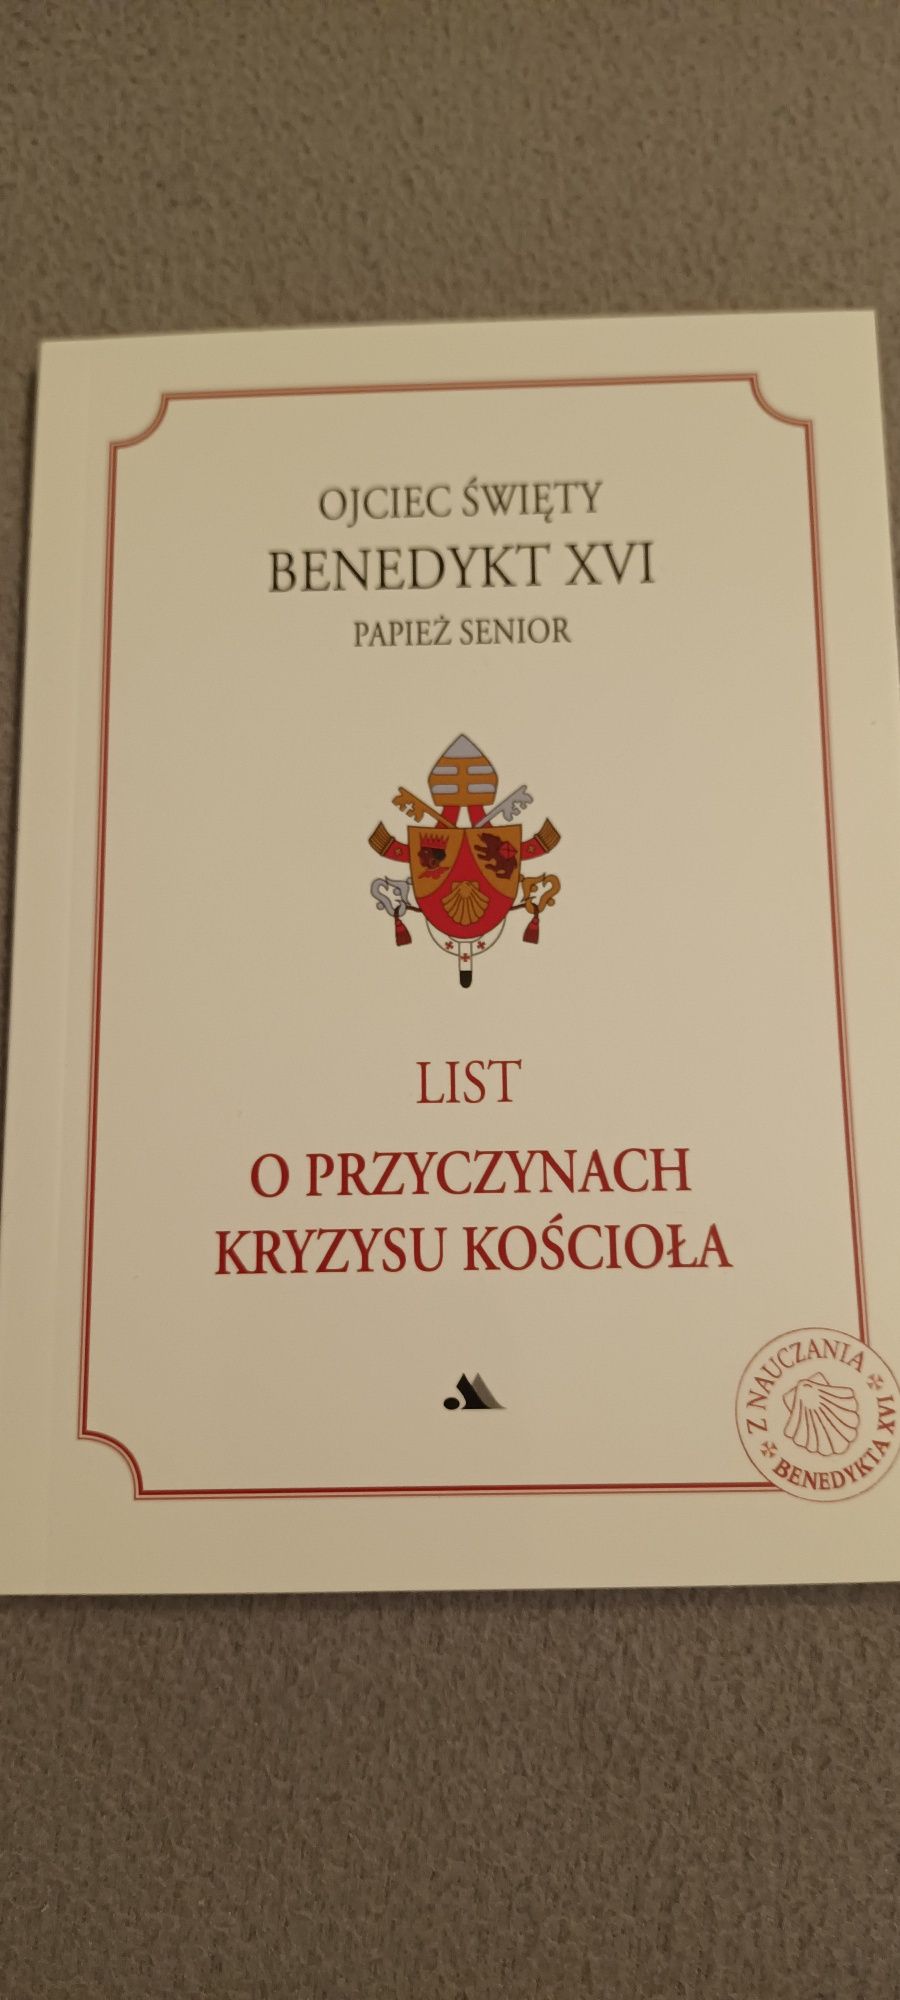 OJCIEC ŚWIĘTY
BENEDYKT XVI
PAPIEŻ SENIOR
LIST
O PRZYCZYNACH
KRYZYSU KOŚCIOŁA
Z NAUCZANIA
BENEDYKTA XVI